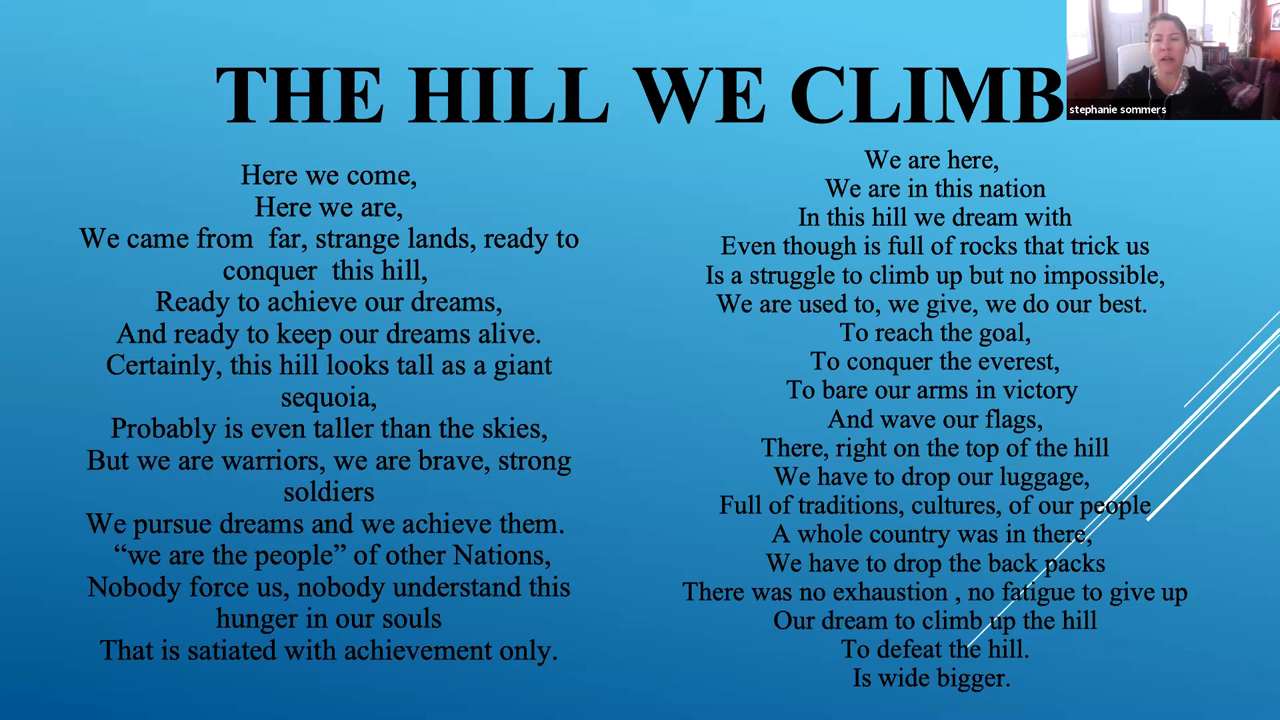 THE HILL WE CLIMB
stephanie sommers
Here we come,
Here we are,
We came from  far, strange lands, ready to
conquer  this hill,
Ready to achieve our dreams,
And ready to keep our dreams alive.
Certainly, this hill looks tall as a giant
sequoia,
Probably is even taller than the skies,
But we are warriors, we are brave, strong
soldiers
We pursue dreams and we achieve them.
“we are the people” of other Nations,
Nobody force us, nobody understand this
hunger in our souls
That is satiated with achievement only.
We are here,
We are in this nation
In this hill we dream with
Even though is full of rocks that trick us
Is a struggle to climb up but no impossible,
We are used to, we give, we do our best.
To reach the goal,
To conquer the everest,
To bare our arms in victory
And wave our flags,
There, right on the top of the hill
We have to drop our luggage,
Full of traditions, cultures, of our people
A whole country was in there,
We have to drop the back packs
There was no exhaustion , no fatigue to give up
Our dream to climb up the hill
To defeat the hill.
Is wide bigger.